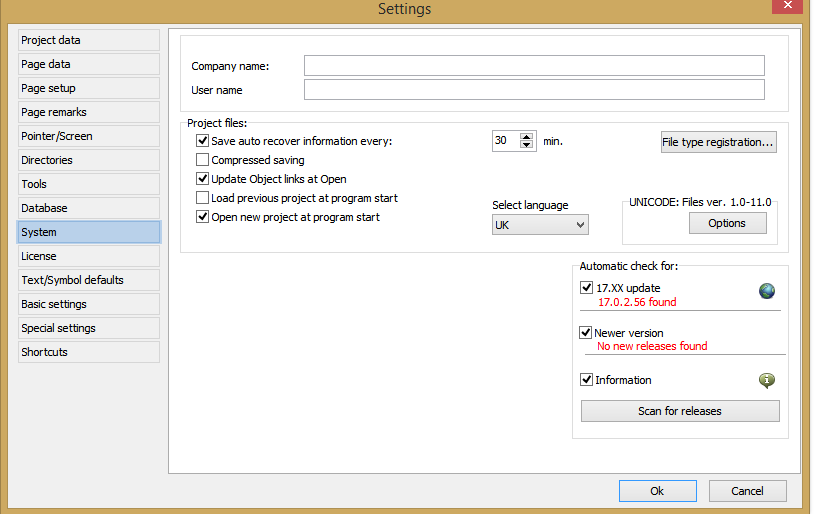 Settings
Project data
Page data
Page setup
Page remarks
Pointer/Screen
Directories
Tools
Database
System
License
Text/Symbol defaults
Basic settings
Special settings
Shortcuts
Company name:
User name
Project files:
Save auto recover information every:
30 min.
File type registration...
Compressed saving
Update Object links at Open
Load previous project at program start
Open new project at program start
Select language
UK
UNICODE: Files ver. 1.0-11.0
Options
Automatic check for:
17.XX update
17.0.2.56 found
Newer version
No new releases found
Information
Scan for releases
Ok
Cancel